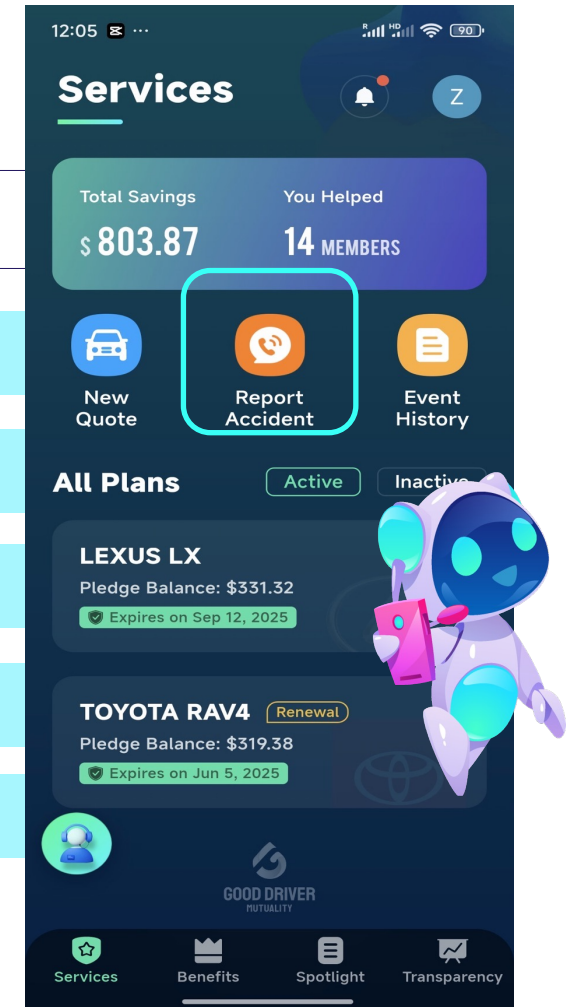 12:05
R HD 90
Services
Z
Total Savings You Helped
$ 803.87 14 MEMBERS
New Quote
Report Accident
Event History
All Plans Active Inactive
LEXUS LX
Pledge Balance: $331.32
Expires on Sep 12, 2025
TOYOTA RAV4 Renewal
Pledge Balance: $319.38
Expires on Jun 5, 2025
GOOD DRIVER
MUTUALITY
Services Benefits Spotlight Transparency